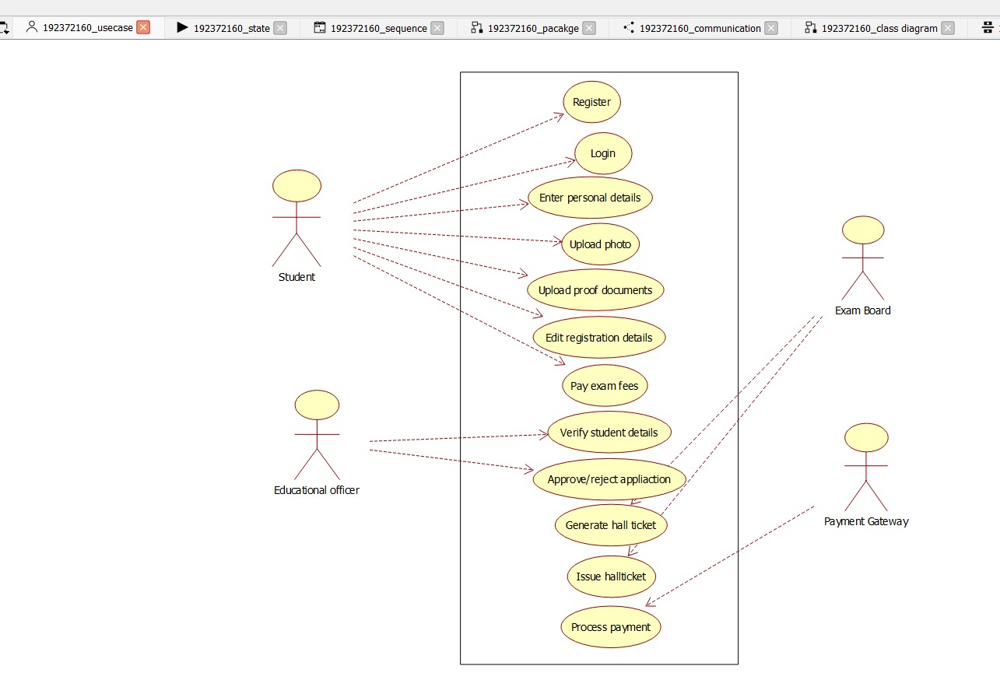 192372160_usecase
192372160_state
192372160_sequence
192372160_pacakge
192372160_communication
192372160_class diagram
Register
Login
Enter personal details
Upload photo
Upload proof documents
Edit registration details
Pay exam fees
Verify student details
Approve/reject appliaction
Generate hall ticket
Issue hallticket
Process payment
Student
Educational officer
Exam Board
Payment Gateway